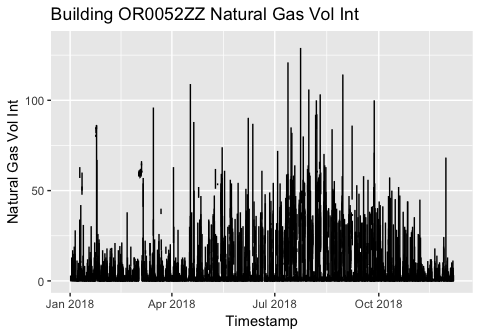 Building OR0052ZZ Natural Gas Vol Int
Natural Gas Vol Int
100
50
0
Jan 2018 Apr 2018 Jul 2018 Oct 2018
Timestamp